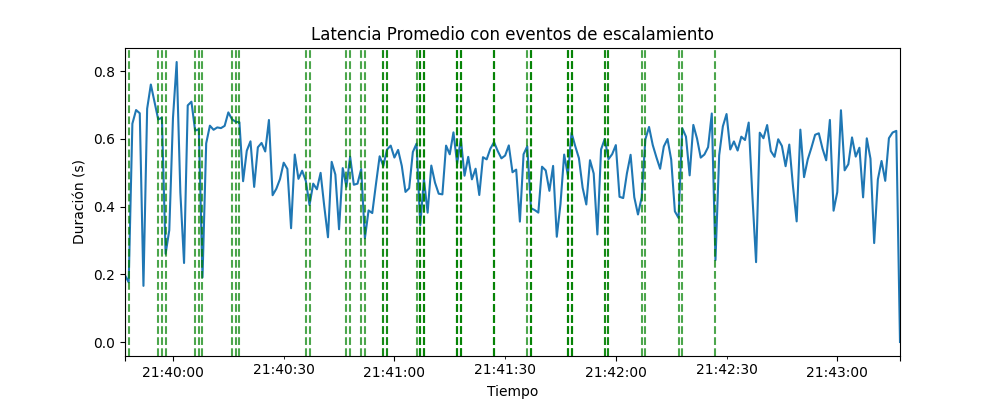 Latencia Promedio con eventos de escalamiento
Duración (s)
0.8
0.6
0.4
0.2
0.0
21:40:00 21:40:30 21:41:00 21:41:30 21:42:00 21:42:30 21:43:00
Tiempo